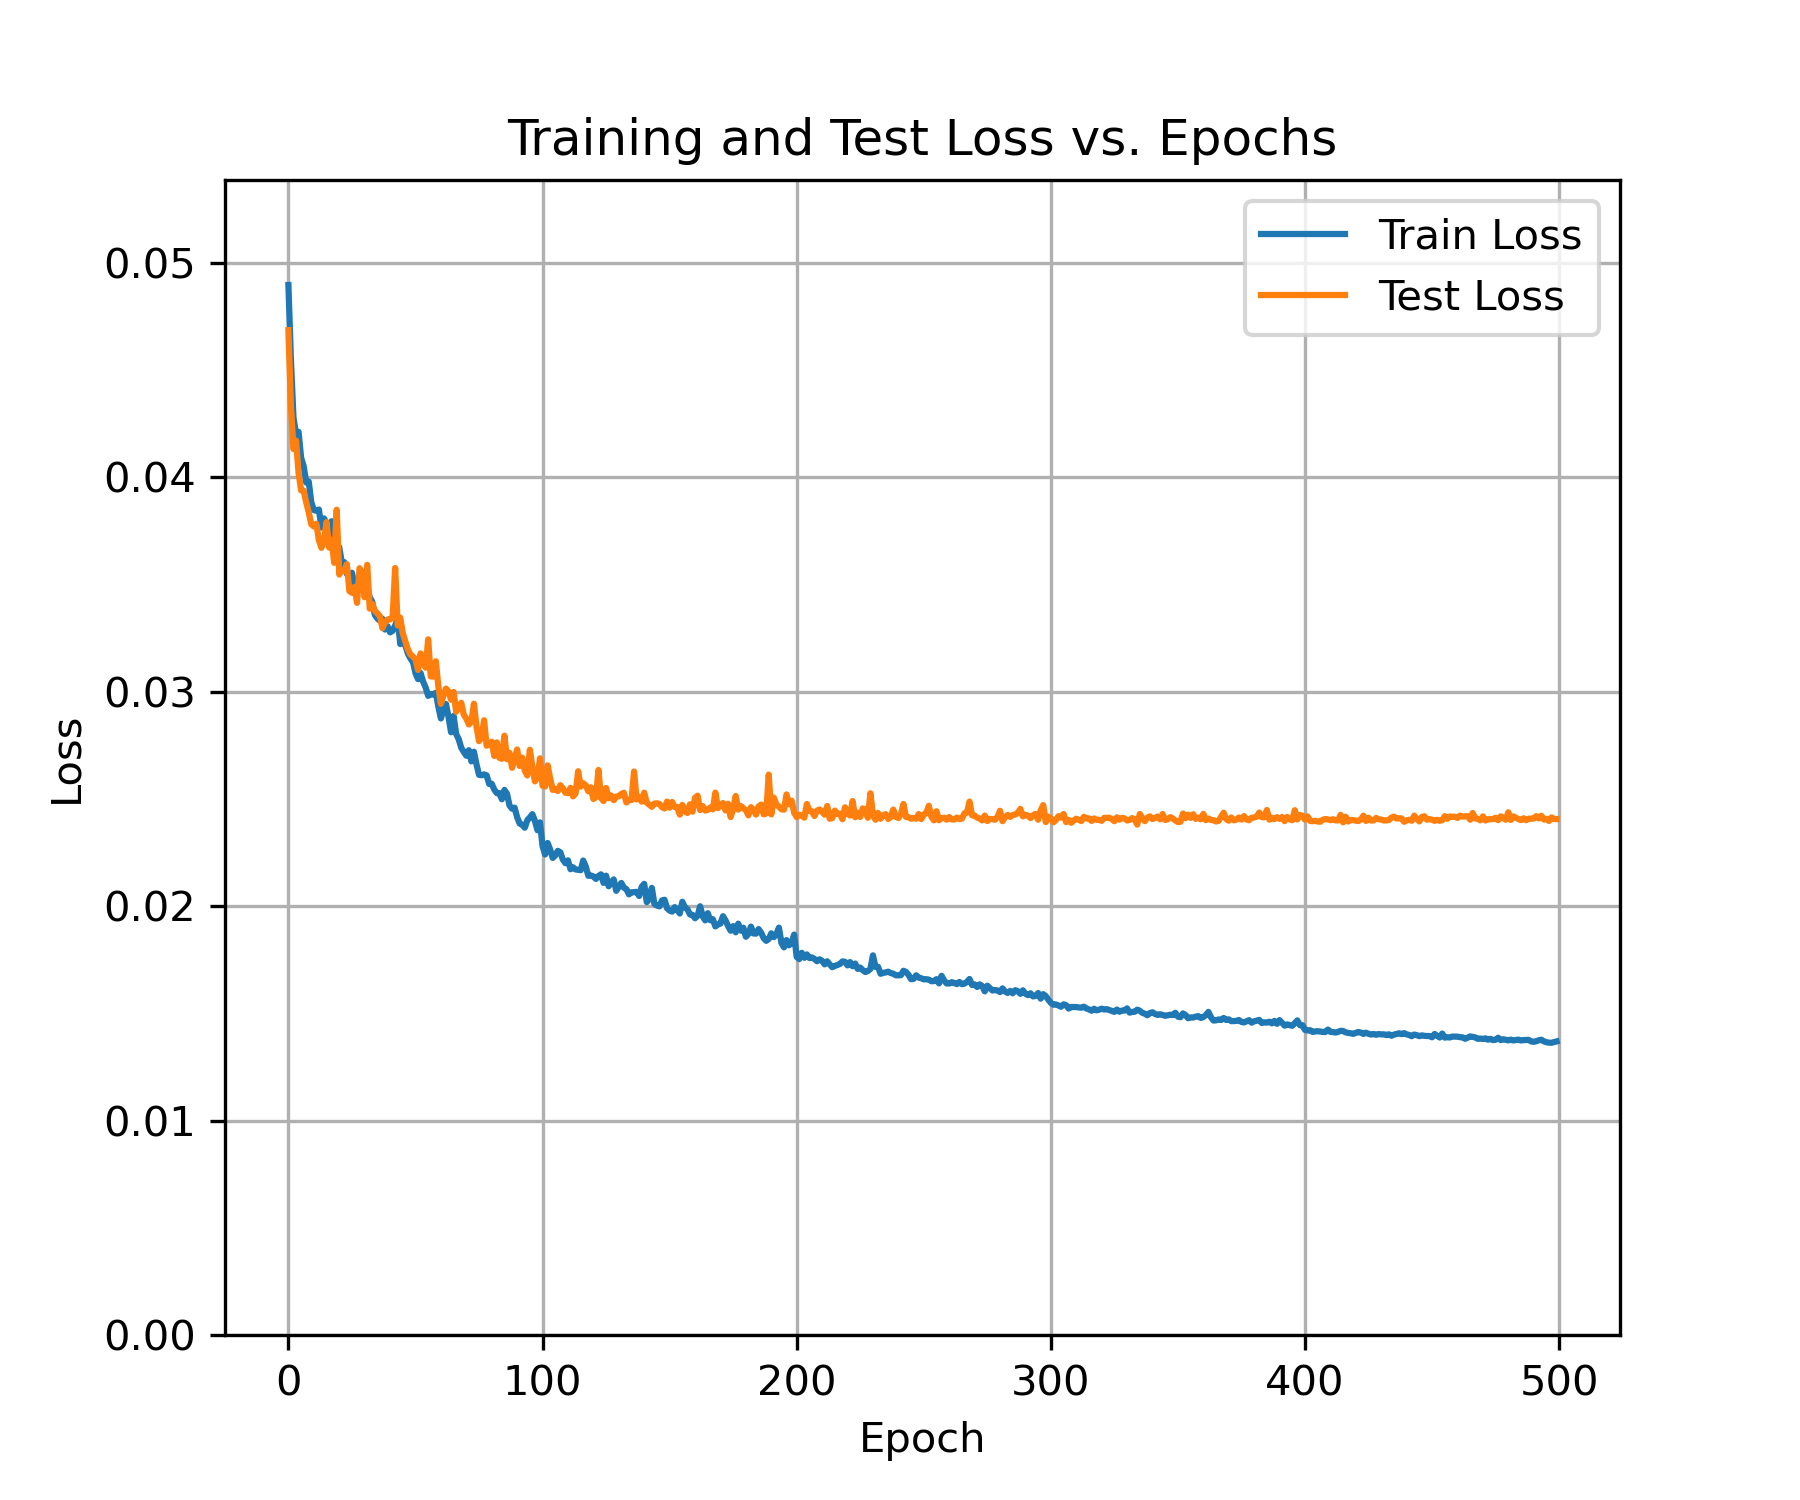 Training and Test Loss vs. Epochs
Train Loss
Test Loss
0.05
0.04
0.03
0.02
0.01
0.00
Loss
0 100 200 300 400 500
Epoch